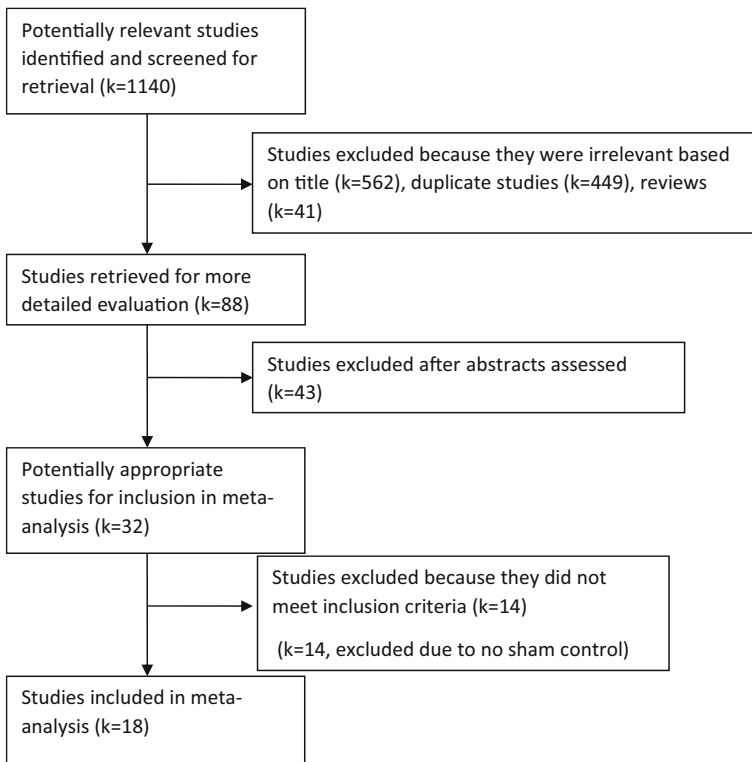 Potentially relevant studies
identified and screened for
retrieval (k=1140)
Studies excluded because they were irrelevant based
on title (k=562), duplicate studies (k=449), reviews
(k=41)
Studies retrieved for more
detailed evaluation (k=88)
Studies excluded after abstracts assessed
(k=43)
Potentially appropriate
studies for inclusion in meta-
analysis (k=32)
Studies excluded because they did not
meet inclusion criteria (k=14)
(k=14, excluded due to no sham control)
Studies included in meta-
analysis (k=18)